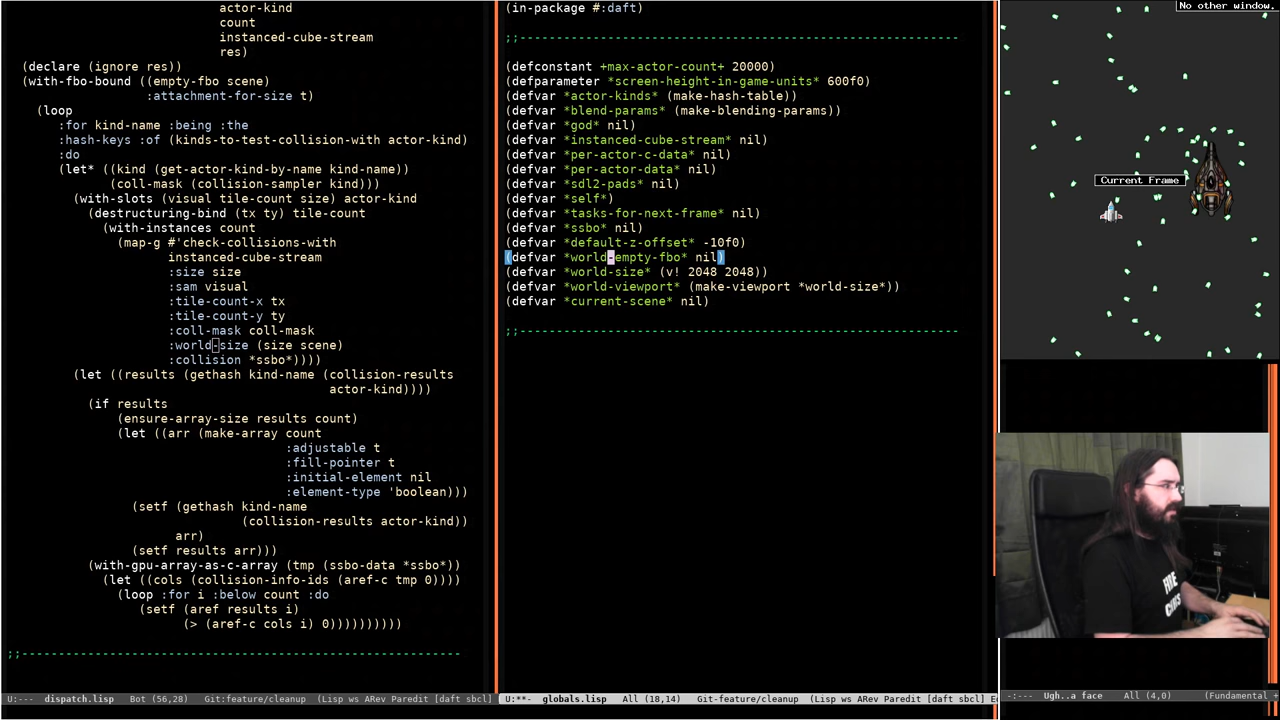 actor-kind
count
instanced-cube-stream
res)
(declare (ignore res))
(with-fbo-bound ((empty-fbo scene)
:attachment-for-size t)
(loop
:for kind-name :being :the
:hash-keys :of (kinds-to-test-collision-with actor-kind)
:do
(let* ((kind (get-actor-kind-by-name kind-name))
(coll-mask (collision-sampler kind)))
(with-slots (visual tile-count size) actor-kind
(destructuring-bind (tx ty) tile-count
(with-instances count
(map-g #'check-collisions-with
instanced-cube-stream
:size size
:sam visual
:tile-count-x tx
:tile-count-y ty
:coll-mask coll-mask
:world-size (size scene)
:collision *ssbo*))))
(let ((results (gethash kind-name (collision-results
actor-kind))))
(if results
(ensure-array-size results count)
(let ((arr (make-array count
:adjustable t
:fill-pointer t
:initial-element nil
:element-type 'boolean)))
(setf (gethash kind-name
(collision-results actor-kind))
arr)
(setf results arr)))
(with-gpu-array-as-c-array (tmp (ssbo-data *ssbo*))
(let ((cols (collision-info-ids (aref-c tmp 0))))
(loop :for i :below count :do
(setf (aref results i)
(> (aref-c cols i) 0))))))))))
;;-------------------------------------------------------------
U:--- dispatch.lisp Bot (56,28) Git:feature/cleanup (Lisp ws ARev Paredit [daft sbcl]
(in-package #:daft)
;;------------------------------------------------------------
(defconstant +max-actor-count+ 20000)
(defparameter *screen-height-in-game-units* 600f0)
(defvar *actor-kinds* (make-hash-table))
(defvar *blend-params* (make-blending-params))
(defvar *god* nil)
(defvar *instanced-cube-stream* nil)
(defvar *per-actor-c-data* nil)
(defvar *per-actor-data* nil)
(defvar *sdl2-pads* nil)
(defvar *self*)
(defvar *tasks-for-next-frame* nil)
(defvar *ssbo* nil)
(defvar *default-z-offset* -10f0)
(defvar *world-empty-fbo* nil)
(defvar *world-size* (v! 2048 2048))
(defvar *world-viewport* (make-viewport *world-size*))
(defvar *current-scene* nil)
;;------------------------------------------------------------
U:**- globals.lisp All (18,14) Git-feature/cleanup (Lisp ws ARev Paredit [daft sbcl] E
No other window.
Current Frame
-:--- Ugh..a face All (4,0) (Fundamental +